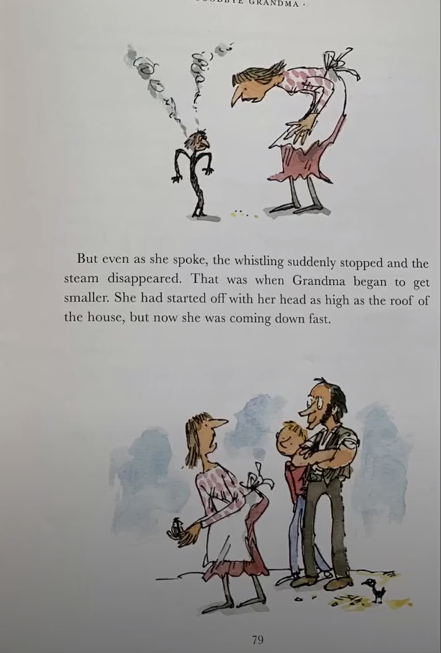 GRANDMA ·
But even as she spoke, the whistling suddenly stopped and the
steam disappeared. That was when Grandma began to get
smaller. She had started off with her head as high as the roof of
the house, but now she was coming down fast.
79